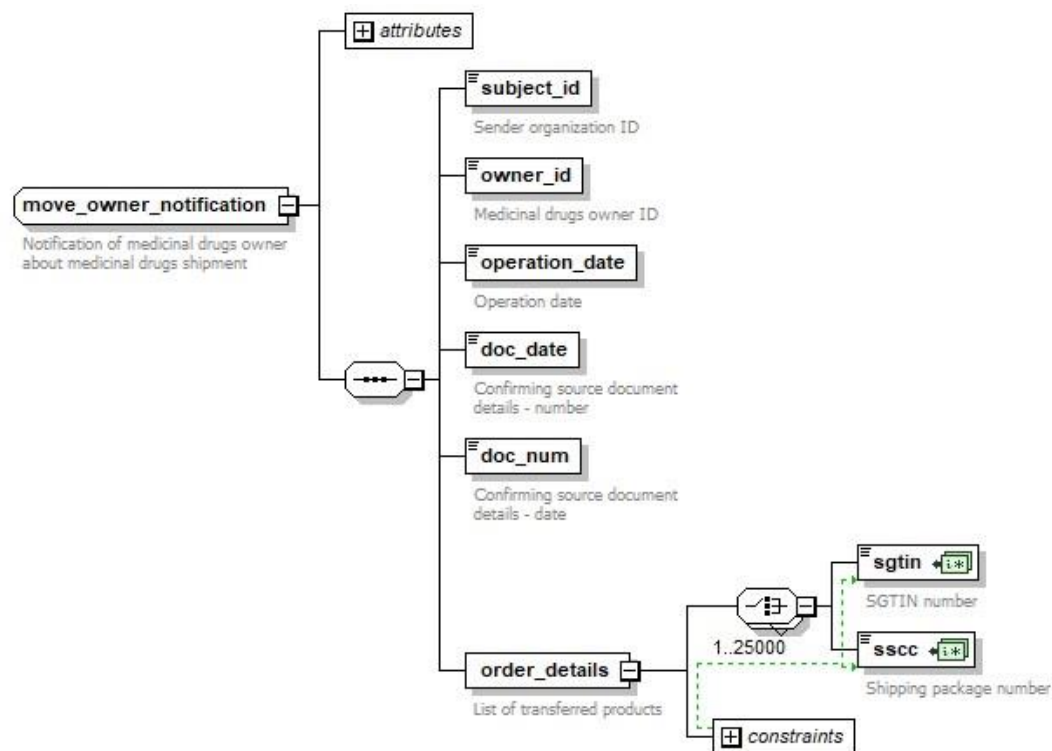 attributes
subject_id
Sender organization ID
owner_id
Medicinal drugs owner ID
move_owner_notification
Notification of medicinal drugs owner
about medicinal drugs shipment
operation_date
Operation date
doc_date
Confirming source document
details - number
doc_num
Confirming source document
details - date
sgtin
SGTIN number
1..25000
sscc
Shipping package number
order_details
List of transferred products
constraints